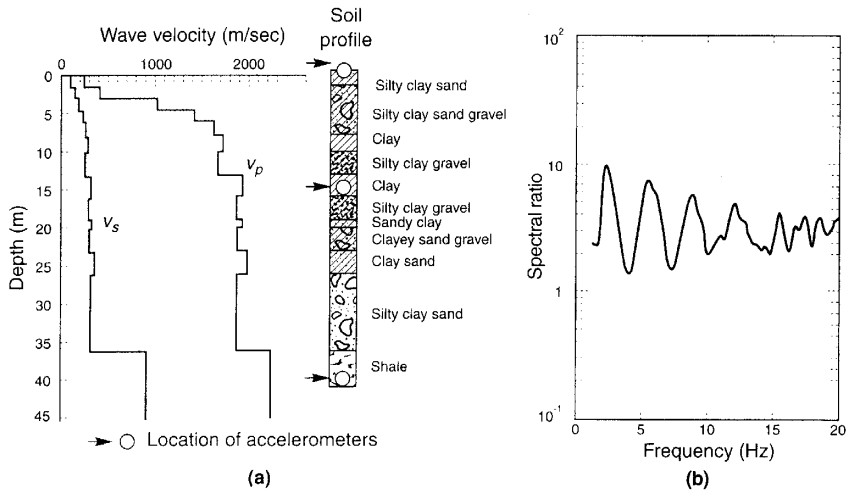 Wave velocity (m/sec)
0 1000 2000
Soil
profile
Depth (m)
0
5
10
15
20
25
30
35
40
45
v_s
v_p
Silty clay sand
Silty clay sand gravel
Clay
Silty clay gravel
Clay
Silty clay gravel
Sandy clay
Clayey sand gravel
Clay sand
Silty clay sand
Shale
Location of accelerometers
(a)
Spectral ratio
10²
10
1
10⁻¹
0 5 10 15 20
Frequency (Hz)
(b)